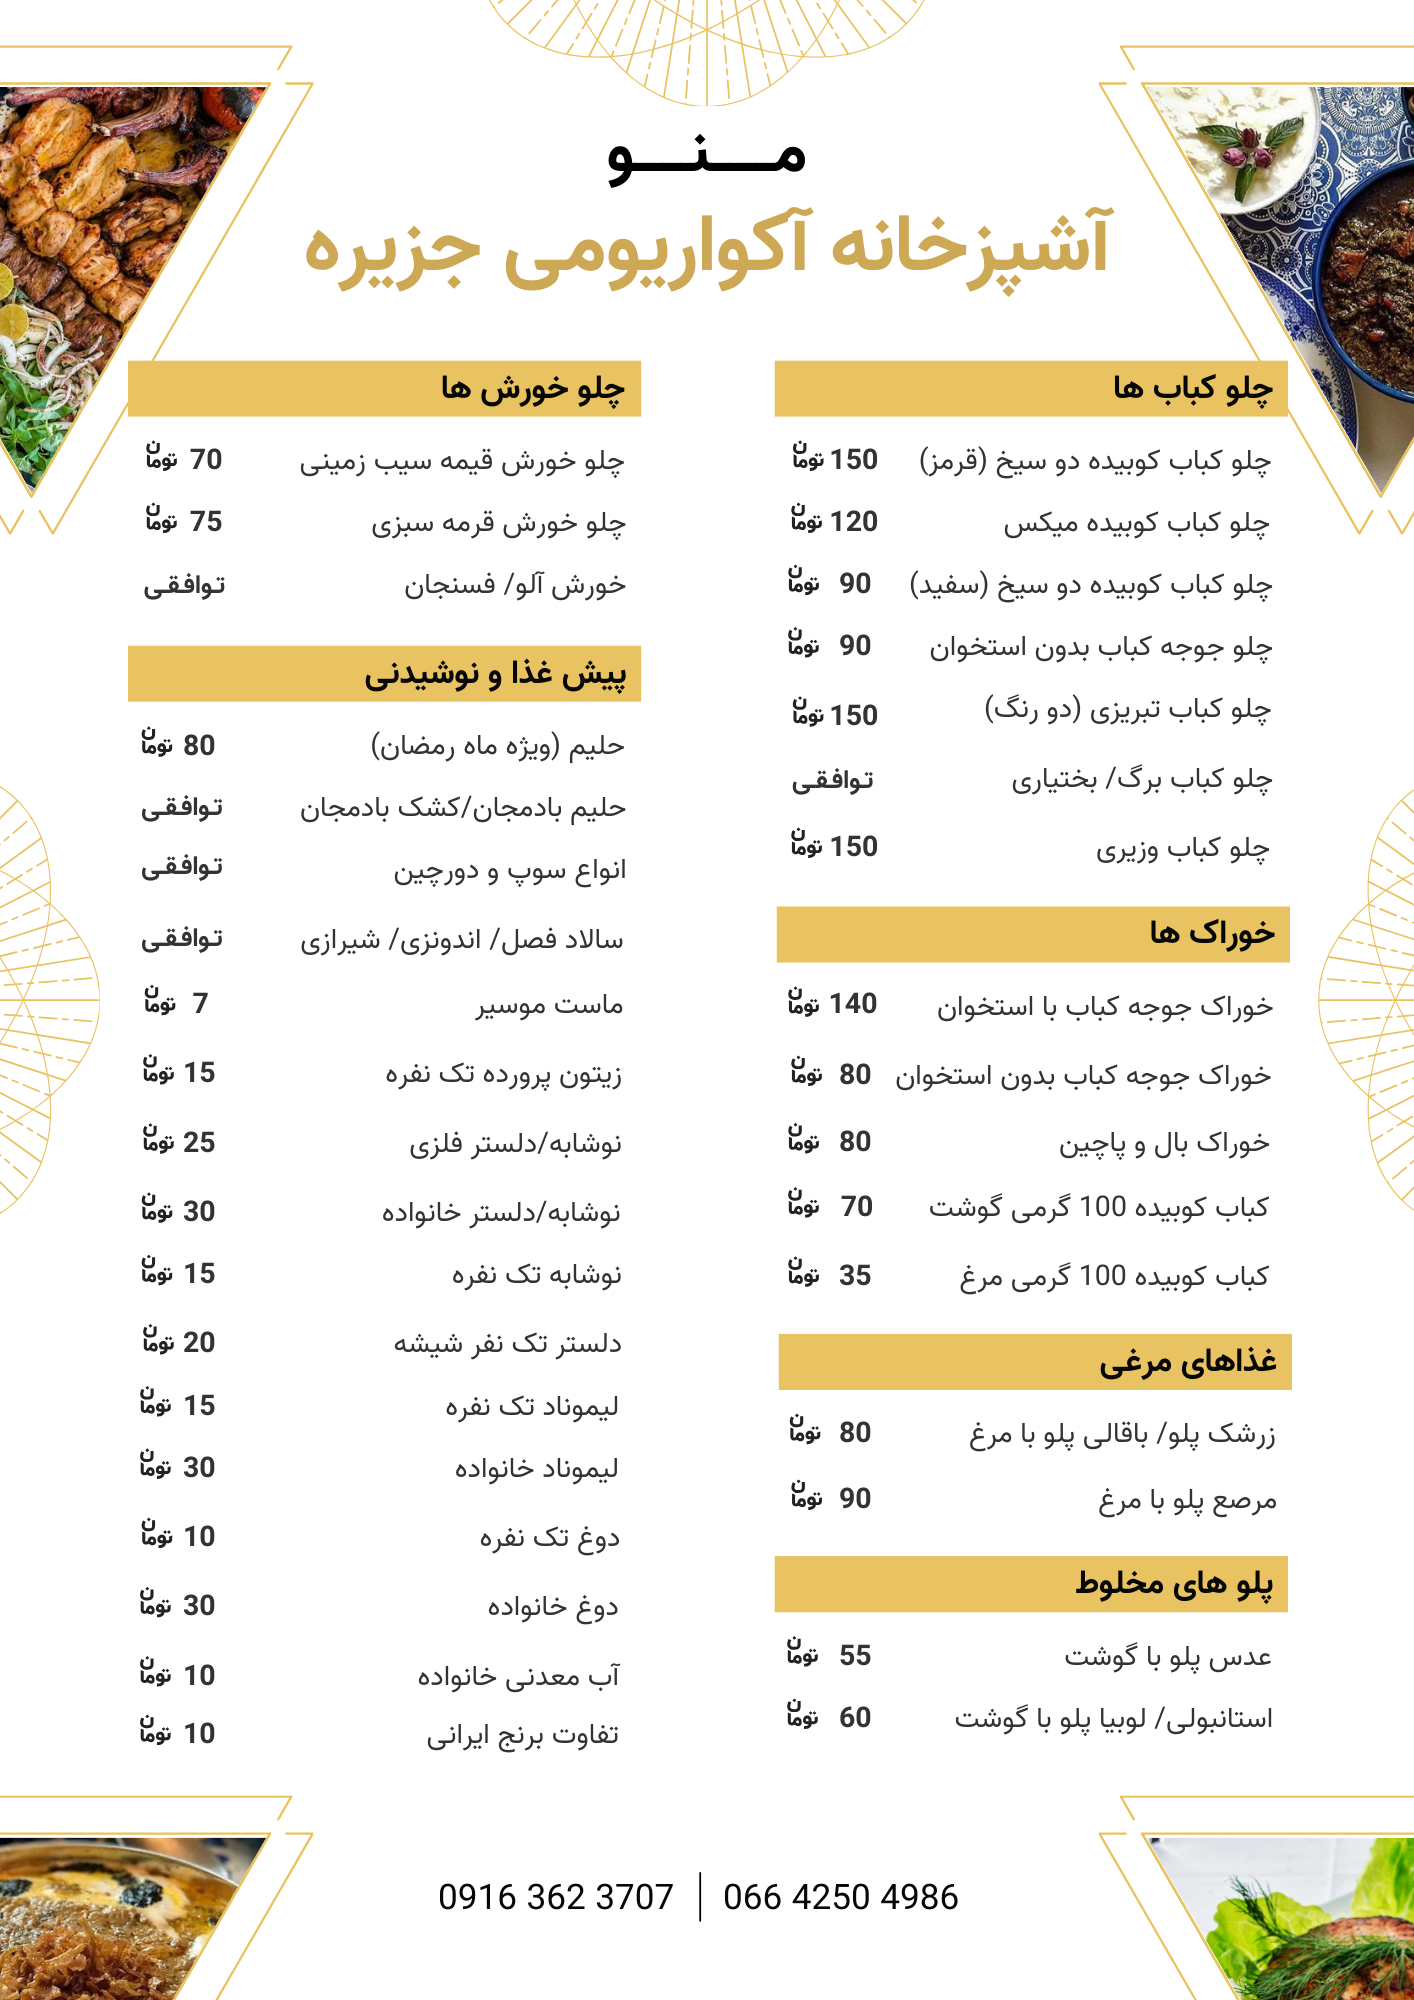 منو
آشپزخانه آکواریومی جزیره
چلو کباب ها
چلو کباب کوبیده دو سیخ (قرمز) 150 تومان
چلو کباب کوبیده میکس 120 تومان
چلو کباب کوبیده دو سیخ (سفید) 90 تومان
چلو جوجه کباب بدون استخوان 90 تومان
چلو کباب تبریزی (دو رنگ) 150 تومان
چلو کباب برگ/ بختیاری توافقی
چلو کباب وزیری 150 تومان
خوراک ها
خوراک جوجه کباب با استخوان 140 تومان
خوراک جوجه کباب بدون استخوان 80 تومان
خوراک بال و پاچین 80 تومان
کباب کوبیده 100 گرمی گوشت 70 تومان
کباب کوبیده 100 گرمی مرغ 35 تومان
غذاهای مرغی
زرشک پلو/ باقالی پلو با مرغ 80 تومان
مرصع پلو با مرغ 90 تومان
پلو های مخلوط
عدس پلو با گوشت 55 تومان
استانبولی/ لوبیا پلو با گوشت 60 تومان
چلو خورش ها
چلو خورش قیمه سیب زمینی 70 تومان
چلو خورش قرمه سبزی 75 تومان
خورش آلو/ فسنجان توافقی
پیش غذا و نوشیدنی
حلیم (ویژه ماه رمضان) 80 تومان
حلیم بادمجان/کشک بادمجان توافقی
انواع سوپ و دورچین توافقی
سالاد فصل/ اندونزی/ شیرازی توافقی
ماست موسیر 7 تومان
زیتون پرورده تک نفره 15 تومان
نوشابه/دلستر فلزی 25 تومان
نوشابه/دلستر خانواده 30 تومان
نوشابه تک نفره 15 تومان
دلستر تک نفر شیشه 20 تومان
لیموناد تک نفره 15 تومان
لیموناد خانواده 30 تومان
دوغ تک نفره 10 تومان
دوغ خانواده 30 تومان
آب معدنی خانواده 10 تومان
تفاوت برنج ایرانی 10 تومان
0916 362 3707 | 066 4250 4986